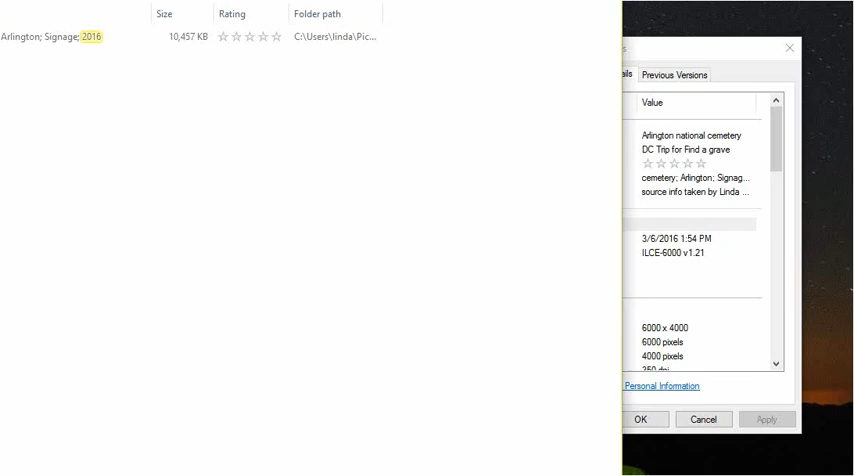 Size Rating Folder path
Arlington; Signage; 2016 10,457 KB C:\Users\linda\Pic...
Previous Versions
Value
Arlington national cemetery
DC Trip for Find a grave
cemetery; Arlington; Signag...
source info taken by Linda ...
3/6/2016 1:54 PM
ILCE-6000 v1.21
6000 x 4000
6000 pixels
4000 pixels
350 dpi
Personal Information
OK Cancel Apply